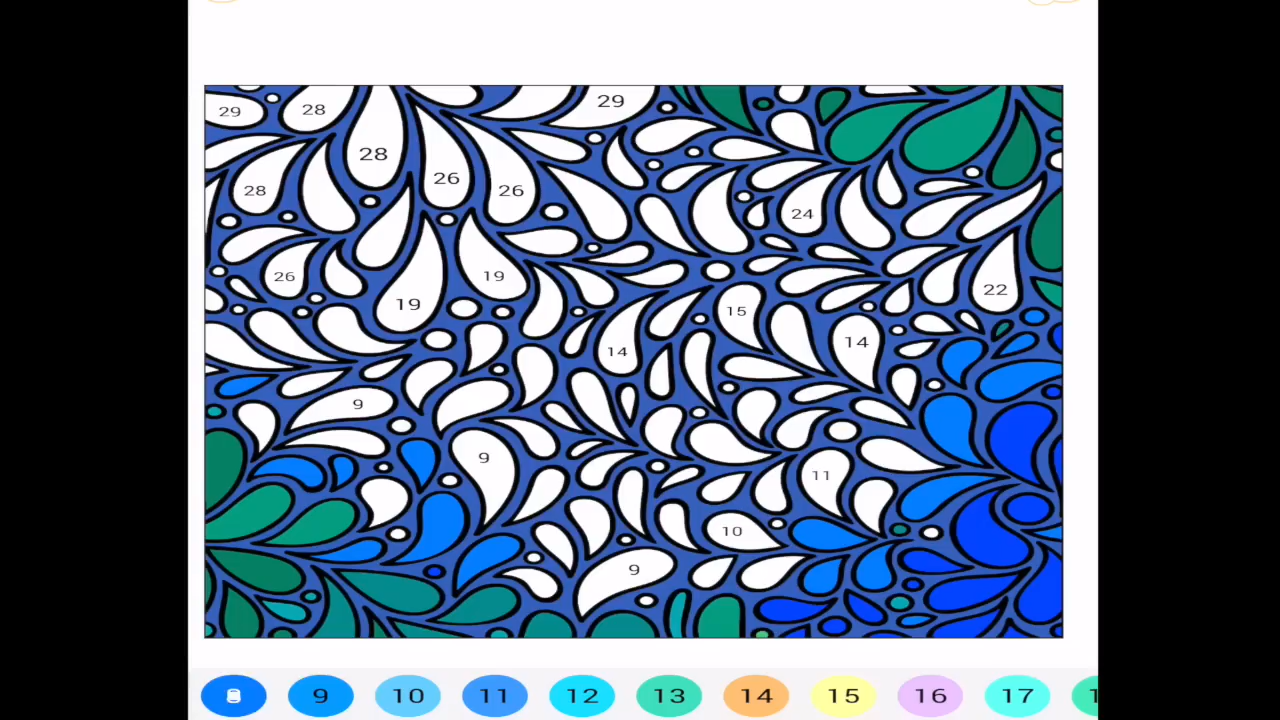 29 28 29
28
28 26 26
24
26 19 22
19 15
14 14
9
9 11
10
9
8 9 10 11 12 13 14 15 16 17